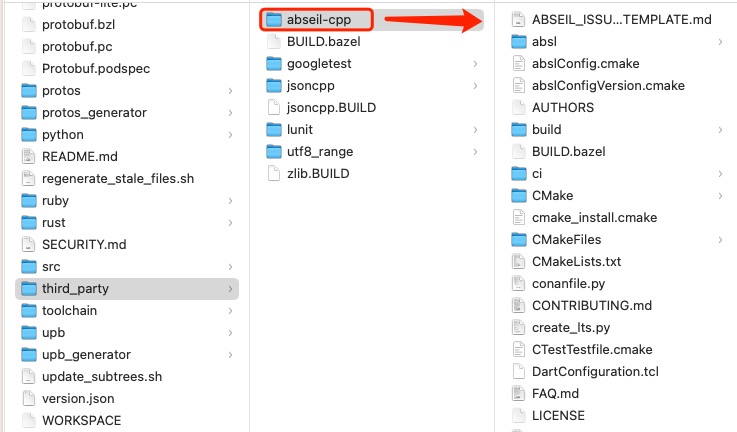 protobuf-lite.pc
protobuf.bzl
protobuf.pc
Protobuf.podspec
protos
protos_generator
python
README.md
regenerate_stale_files.sh
ruby
rust
SECURITY.md
src
third_party
toolchain
upb
upb_generator
update_subtrees.sh
version.json
WORKSPACE
abseil-cpp
BUILD.bazel
googletest
jsoncpp
jsoncpp.BUILD
lunit
utf8_range
zlib.BUILD
ABSEIL_ISSU...TEMPLATE.md
absl
abslConfig.cmake
abslConfigVersion.cmake
AUTHORS
build
BUILD.bazel
ci
CMake
cmake_install.cmake
CMakeFiles
CMakeLists.txt
conanfile.py
CONTRIBUTING.md
create_lts.py
CTestTestfile.cmake
DartConfiguration.tcl
FAQ.md
LICENSE